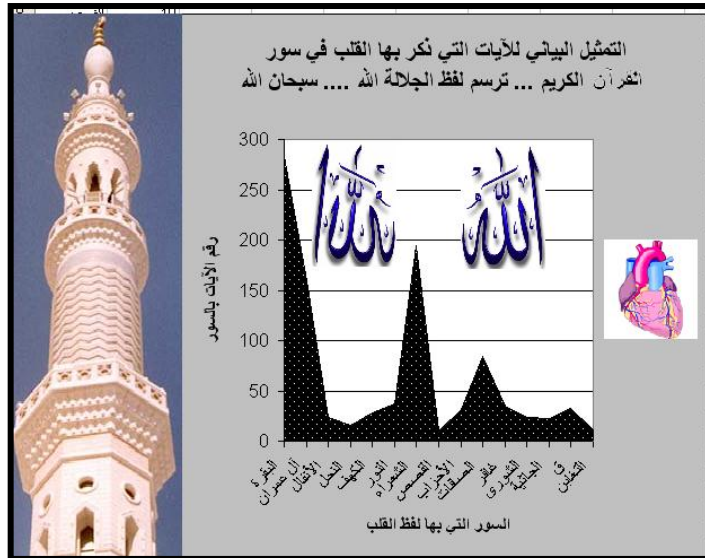 التمثيل البياني للآيات التي ذكر بها القلب في سور
القرآن الكريم ... ترسم لفظ الجلالة الله .... سبحان الله
300
250
200
150
100
50
0
رقم الآيات بالسور
الله
الله
البقرة
آل عمران
الأنفال
النحل
الكهف
النور
الشعراء
القصص
الأحزاب
الصافات
غافر
الشورى
الجاثية
ق
التغابن
السور التي بها لفظ القلب